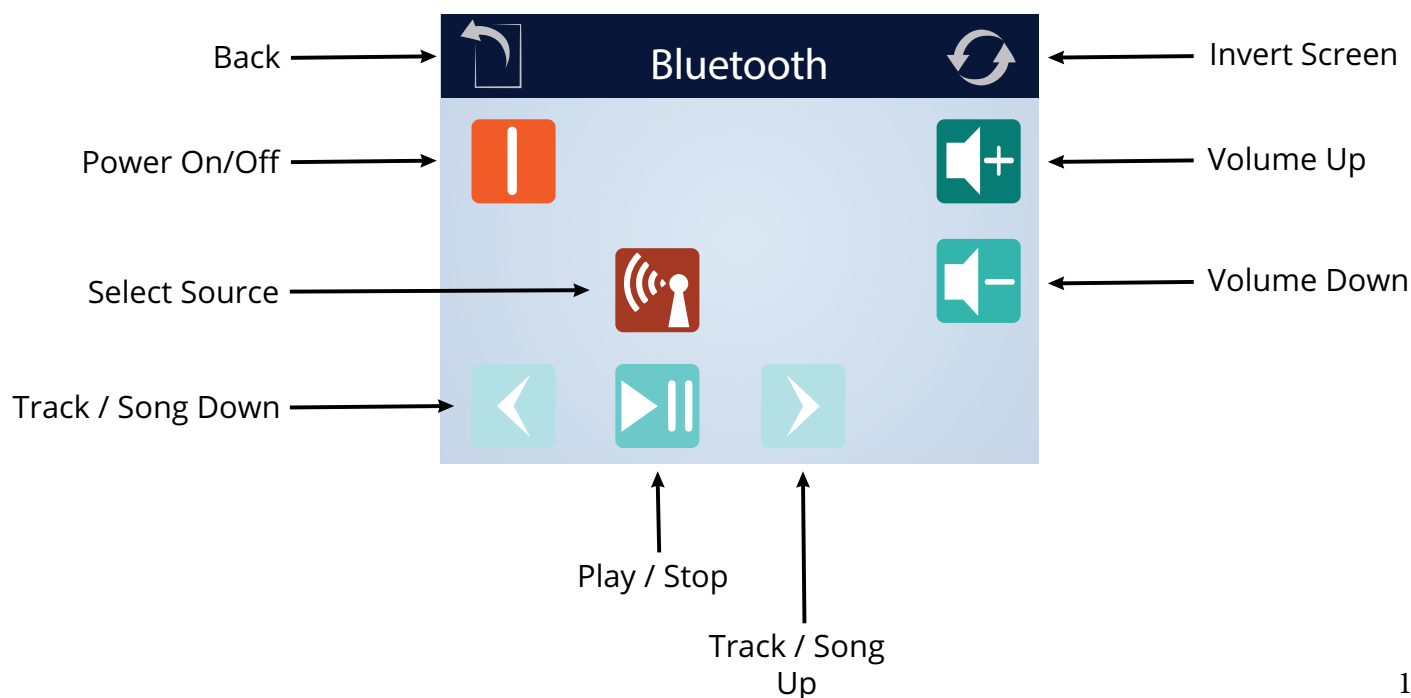 Back
Bluetooth
Invert Screen
Power On/Off
Volume Up
Select Source
Volume Down
Track / Song Down
Play / Stop
Track / Song
Up
1